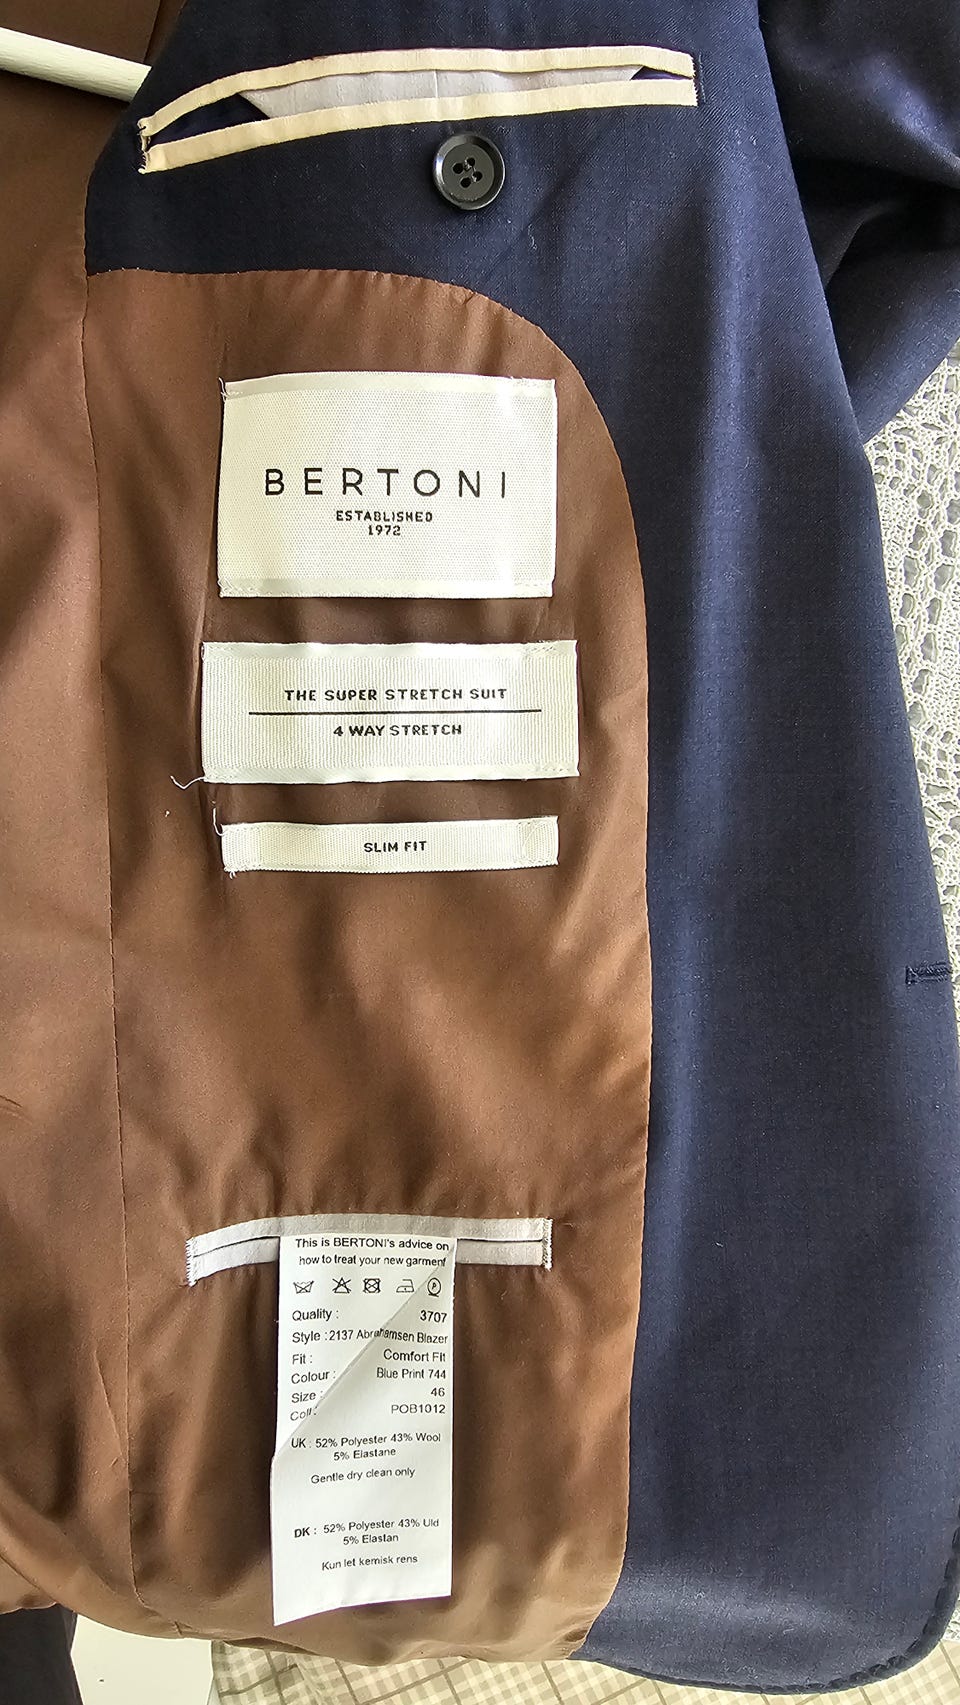 BERTONI
ESTABLISHED
1972
THE SUPER STRETCH SUIT
4 WAY STRETCH
SLIM FIT
This is BERTONI's advice on
how to treat your new garment
P
Quality : 3707
Style :2137 Abrahamsen Blazer
Fit : Comfort Fit
Colour : Blue Print 744
Size : 46
Coll : POB1012
UK : 52% Polyester 43% Wool
5% Elastane
Gentle dry clean only
DK : 52% Polyester 43% Uld
5% Elastan
Kun let kemisk rens